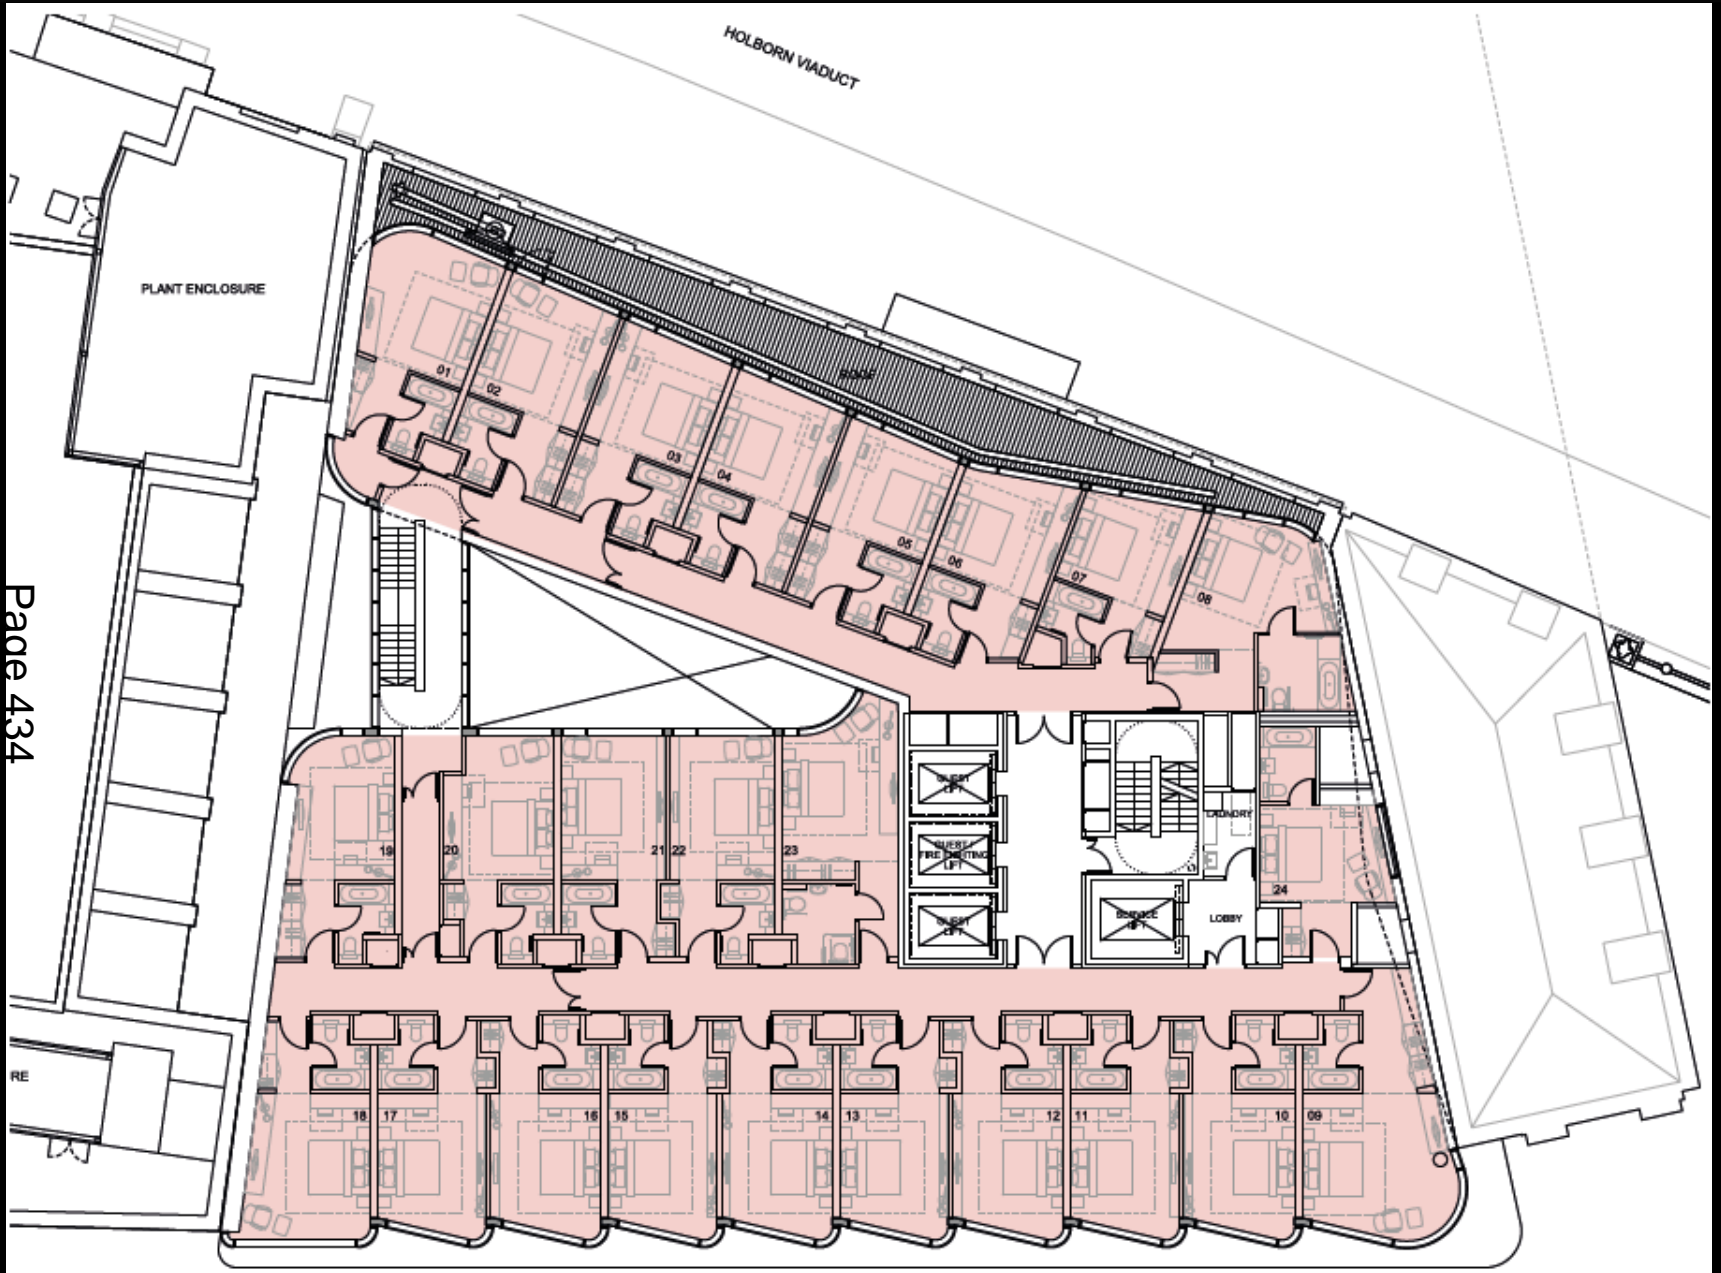 HOLBORN VIADUCT
PLANT ENCLOSURE
ROOF
01
02
03
04
05
06
07
08
Page 434
GUEST
LIFT
LAUNDRY
19
20
21
22
23
GUEST /
FIRE FIGHTING
LIFT
24
GUEST
LIFT
SERVICE
LIFT
LOBBY
RE
18
17
16
15
14
13
12
11
10
09